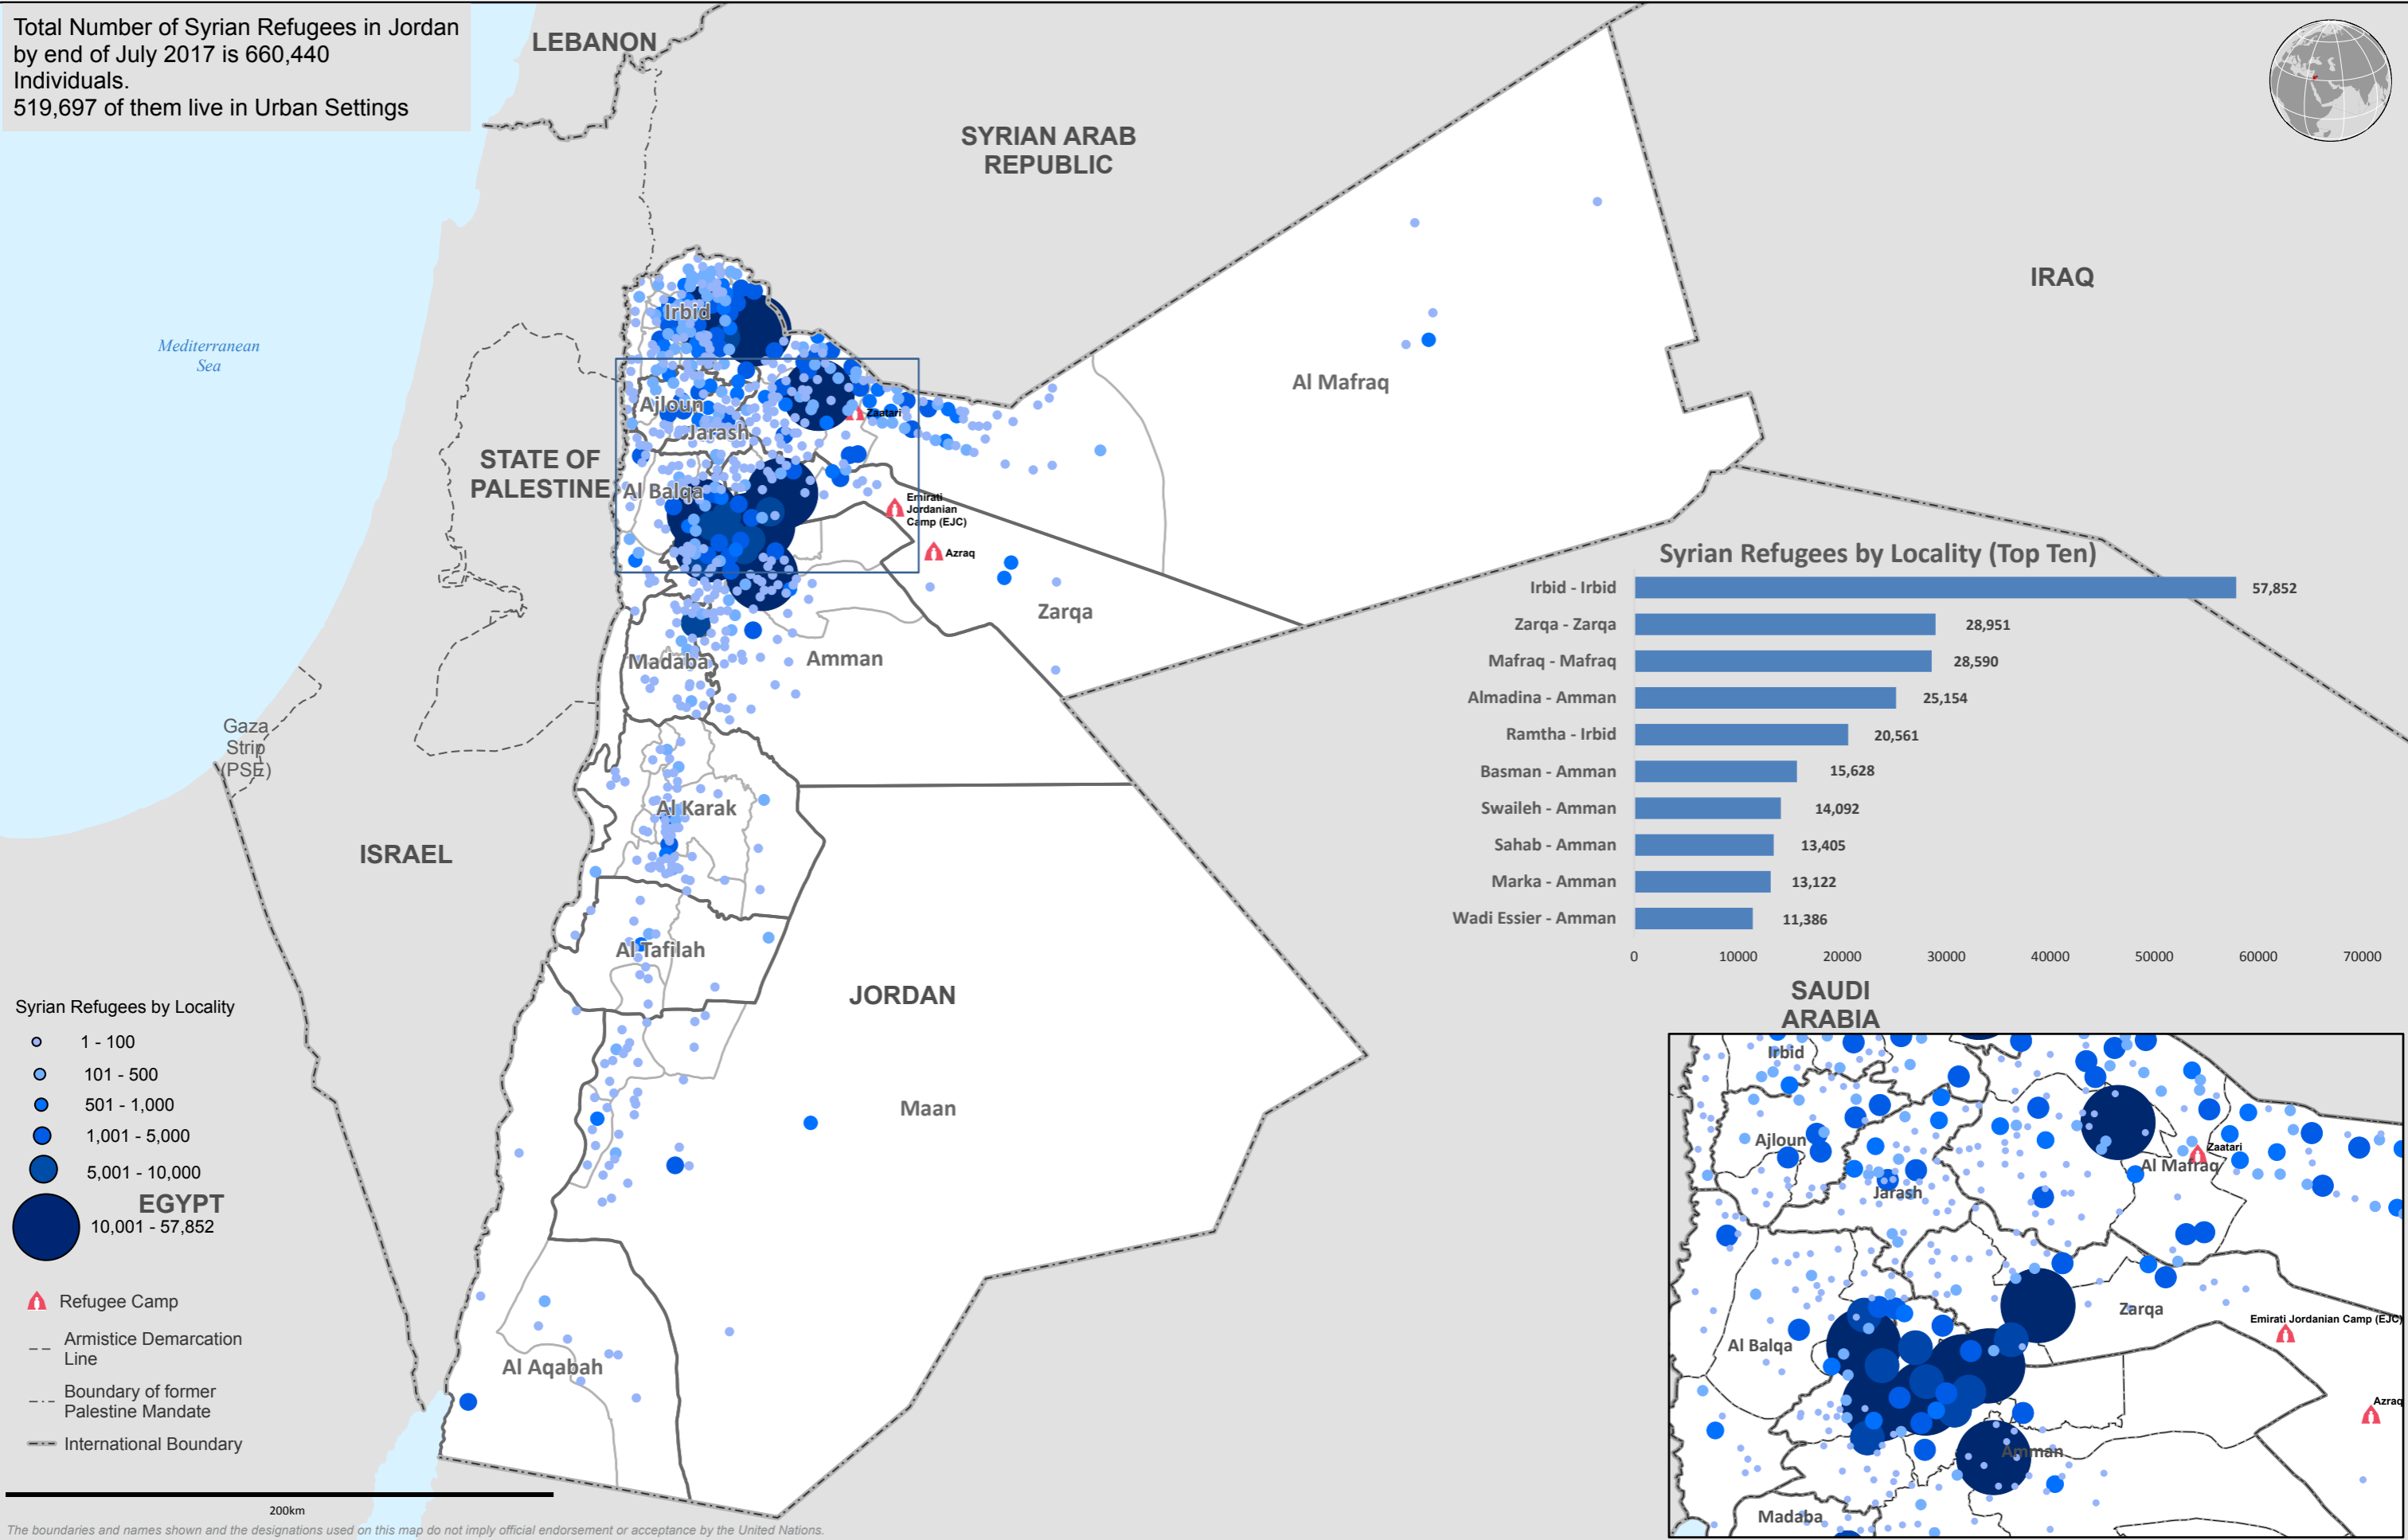 Total Number of Syrian Refugees in Jordan
by end of July 2017 is 660,440
Individuals.
519,697 of them live in Urban Settings
LEBANON
SYRIAN ARAB
REPUBLIC
IRAQ
Mediterranean
Sea
Irbid
Al Mafraq
Ajloun
Zaatari
Jarash
STATE OF
PALESTINE
Al Balqa
Emirati
Jordanian
Camp (EJC)
Azraq
Zarqa
Madaba
Amman
Gaza
Strip
(PSE)
Al Karak
ISRAEL
Al Tafilah
JORDAN
Maan
Al Aqabah
Syrian Refugees by Locality (Top Ten)
Irbid - Irbid 57,852
Zarqa - Zarqa 28,951
Mafraq - Mafraq 28,590
Almadina - Amman 25,154
Ramtha - Irbid 20,561
Basman - Amman 15,628
Swaileh - Amman 14,092
Sahab - Amman 13,405
Marka - Amman 13,122
Wadi Essier - Amman 11,386
0 10000 20000 30000 40000 50000 60000 70000
SAUDI
ARABIA
Irbid
Ajloun
Zaatari
Al Mafraq
Jarash
Zarqa
Emirati Jordanian Camp (EJC)
Al Balqa
Azraq
Amman
Madaba
Syrian Refugees by Locality
1 - 100
101 - 500
501 - 1,000
1,001 - 5,000
5,001 - 10,000
EGYPT
10,001 - 57,852
Refugee Camp
Armistice Demarcation
Line
Boundary of former
Palestine Mandate
International Boundary
200km
The boundaries and names shown and the designations used on this map do not imply official endorsement or acceptance by the United Nations.